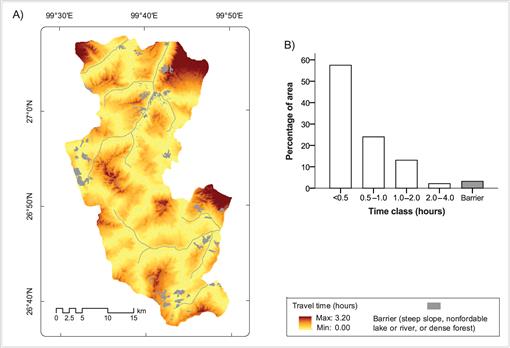 A)
99°30'E 99°40'E 99°50'E
27°0'N
26°50'N
26°40'N
0 2.5 5 10 15 km
B)
Percentage of area
60
50
40
30
20
10
0
<0.5 0.5–1.0 1.0–2.0 2.0–4.0 Barrier
Time class (hours)
Travel time (hours)
Max: 3.20
Min: 0.00
Barrier (steep slope, nonfordable
lake or river, or dense forest)